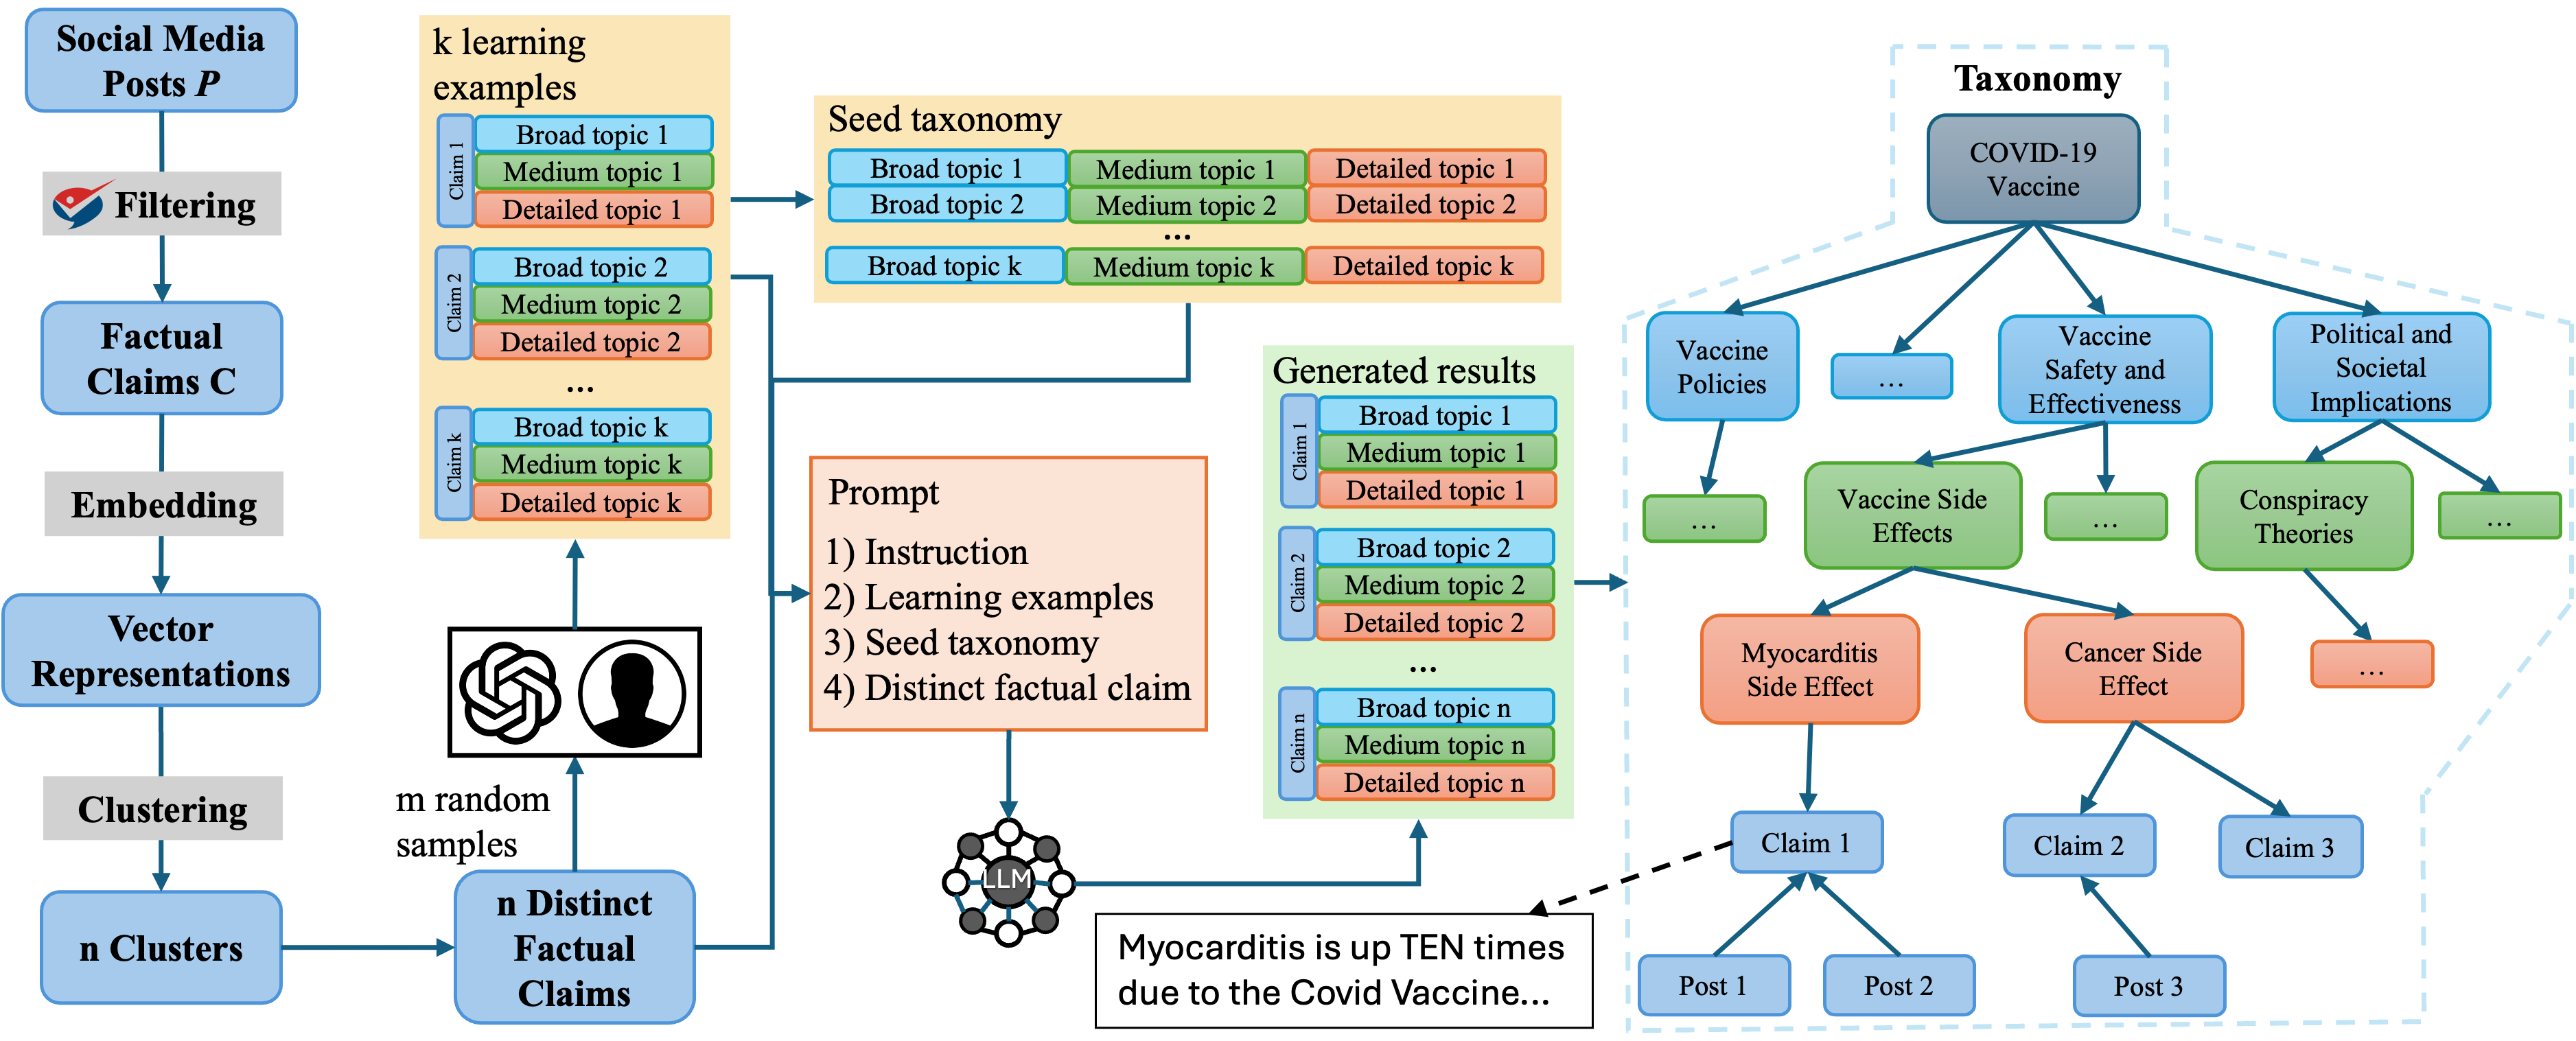 Social Media
Posts P
Filtering
Factual
Claims C
Embedding
Vector
Representations
Clustering
n Clusters
k learning
examples
Claim 1
Broad topic 1
Medium topic 1
Detailed topic 1
Claim 2
Broad topic 2
Medium topic 2
Detailed topic 2
...
Claim k
Broad topic k
Medium topic k
Detailed topic k
m random
samples
n Distinct
Factual
Claims
Seed taxonomy
Broad topic 1 Medium topic 1 Detailed topic 1
Broad topic 2 Medium topic 2 Detailed topic 2
...
Broad topic k Medium topic k Detailed topic k
Prompt
1) Instruction
2) Learning examples
3) Seed taxonomy
4) Distinct factual claim
LLM
Generated results
Claim 1
Broad topic 1
Medium topic 1
Detailed topic 1
Claim 2
Broad topic 2
Medium topic 2
Detailed topic 2
...
Claim n
Broad topic n
Medium topic n
Detailed topic n
Myocarditis is up TEN times
due to the Covid Vaccine...
Taxonomy
COVID-19
Vaccine
Vaccine
Policies
...
Vaccine
Safety and
Effectiveness
Political and
Societal
Implications
...
Vaccine Side
Effects
...
Conspiracy
Theories
...
Myocarditis
Side Effect
Cancer Side
Effect
...
Claim 1
Claim 2
Claim 3
Post 1
Post 2
Post 3